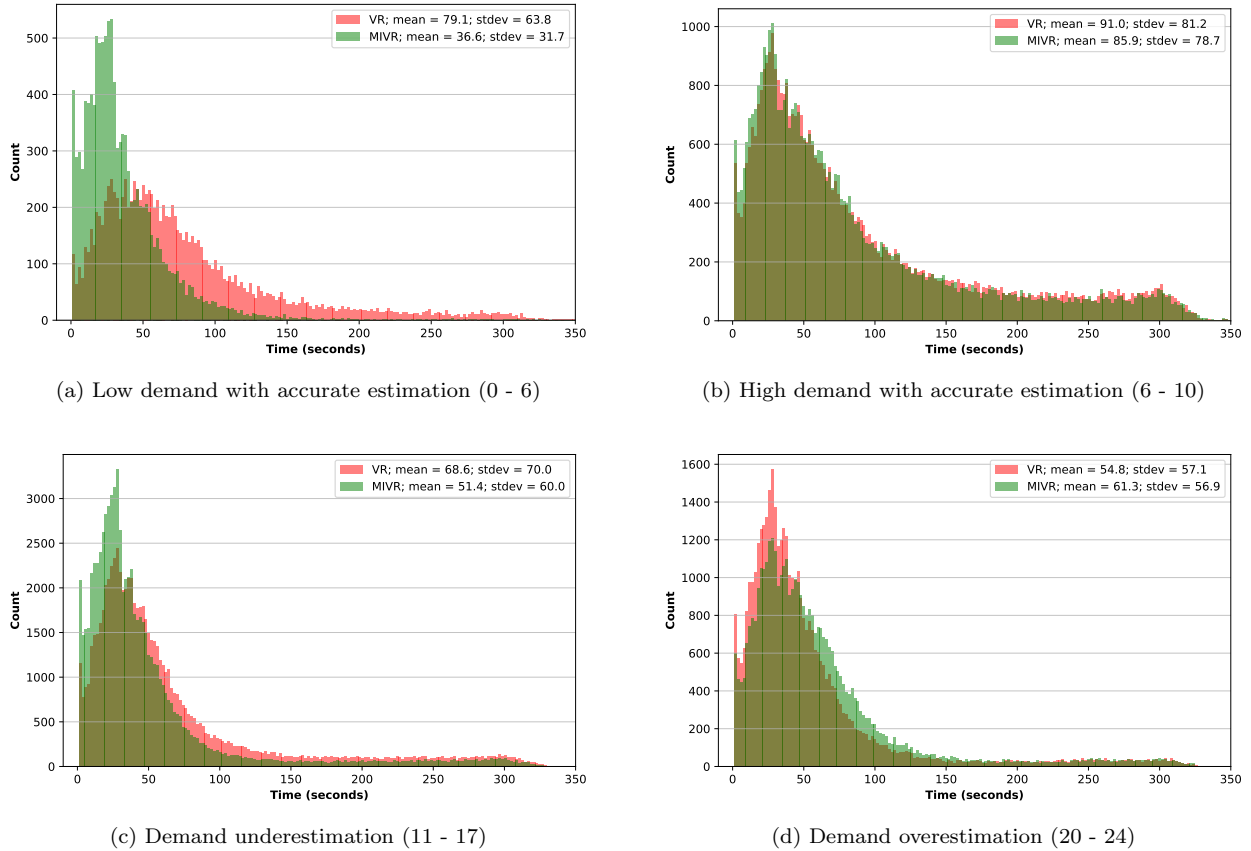 VR; mean = 79.1; stdev = 63.8
MIVR; mean = 36.6; stdev = 31.7
500
400
300
200
100
0
Count
0 50 100 150 200 250 300 350
Time (seconds)
(a) Low demand with accurate estimation (0 - 6)
VR; mean = 91.0; stdev = 81.2
MIVR; mean = 85.9; stdev = 78.7
1000
800
600
400
200
0
Count
0 50 100 150 200 250 300 350
Time (seconds)
(b) High demand with accurate estimation (6 - 10)
VR; mean = 68.6; stdev = 70.0
MIVR; mean = 51.4; stdev = 60.0
3000
2500
2000
1500
1000
500
0
Count
0 50 100 150 200 250 300 350
Time (seconds)
(c) Demand underestimation (11 - 17)
VR; mean = 54.8; stdev = 57.1
MIVR; mean = 61.3; stdev = 56.9
1600
1400
1200
1000
800
600
400
200
0
Count
0 50 100 150 200 250 300 350
Time (seconds)
(d) Demand overestimation (20 - 24)